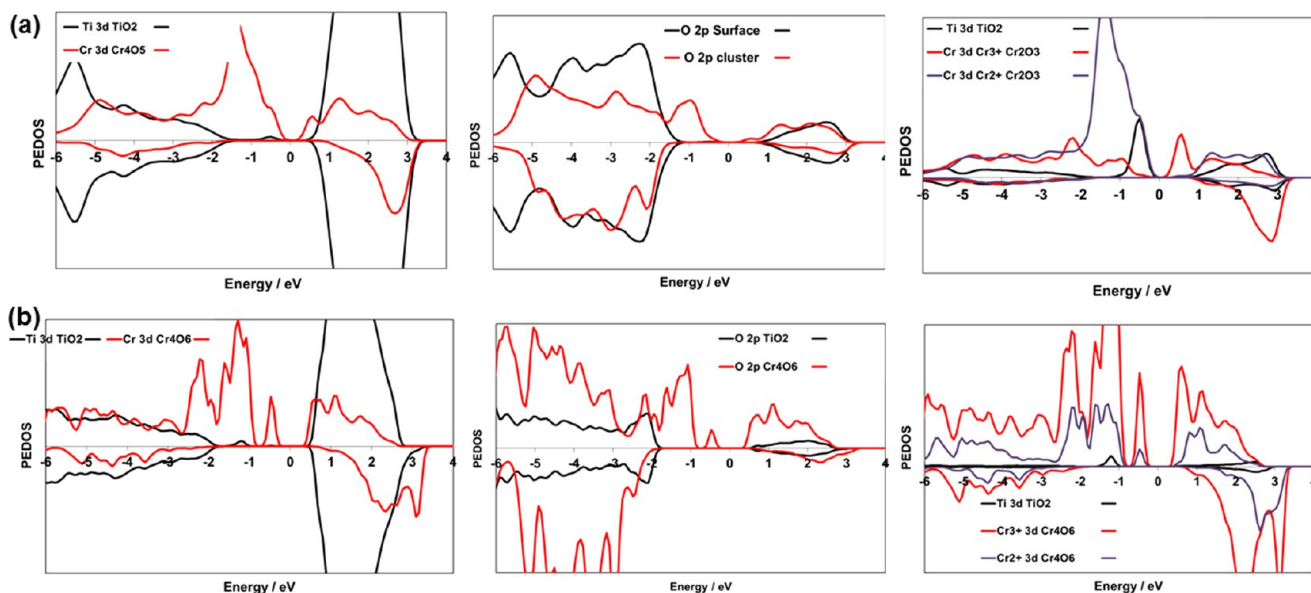 (a)
Ti 3d TiO2
Cr 3d Cr4O5
PEDOS
-6 -5 -4 -3 -2 -1 0 1 2 3 4
Energy / eV
O 2p Surface
O 2p cluster
PEDOS
-6 -5 -4 -3 -2 -1 0 1 2 3 4
Energy / eV
Ti 3d TiO2
Cr 3d Cr3+ Cr2O3
Cr 3d Cr2+ Cr2O3
PEDOS
-6 -5 -4 -3 -2 -1 0 1 2 3 4
Energy / eV
(b)
Ti 3d TiO2 Cr 3d Cr4O6
PEDOS
-6 -5 -4 -3 -2 -1 0 1 2 3 4
Energy / eV
O 2p TiO2
O 2p Cr4O6
PEDOS
-6 -5 -4 -3 -2 -1 0 1 2 3 4
Energy / eV
PEDOS
-6 -5 -4 -3 -2 -1 0 1 2 3 4
Ti 3d TiO2
Cr3+ 3d Cr4O6
Cr2+ 3d Cr4O6
Energy / eV